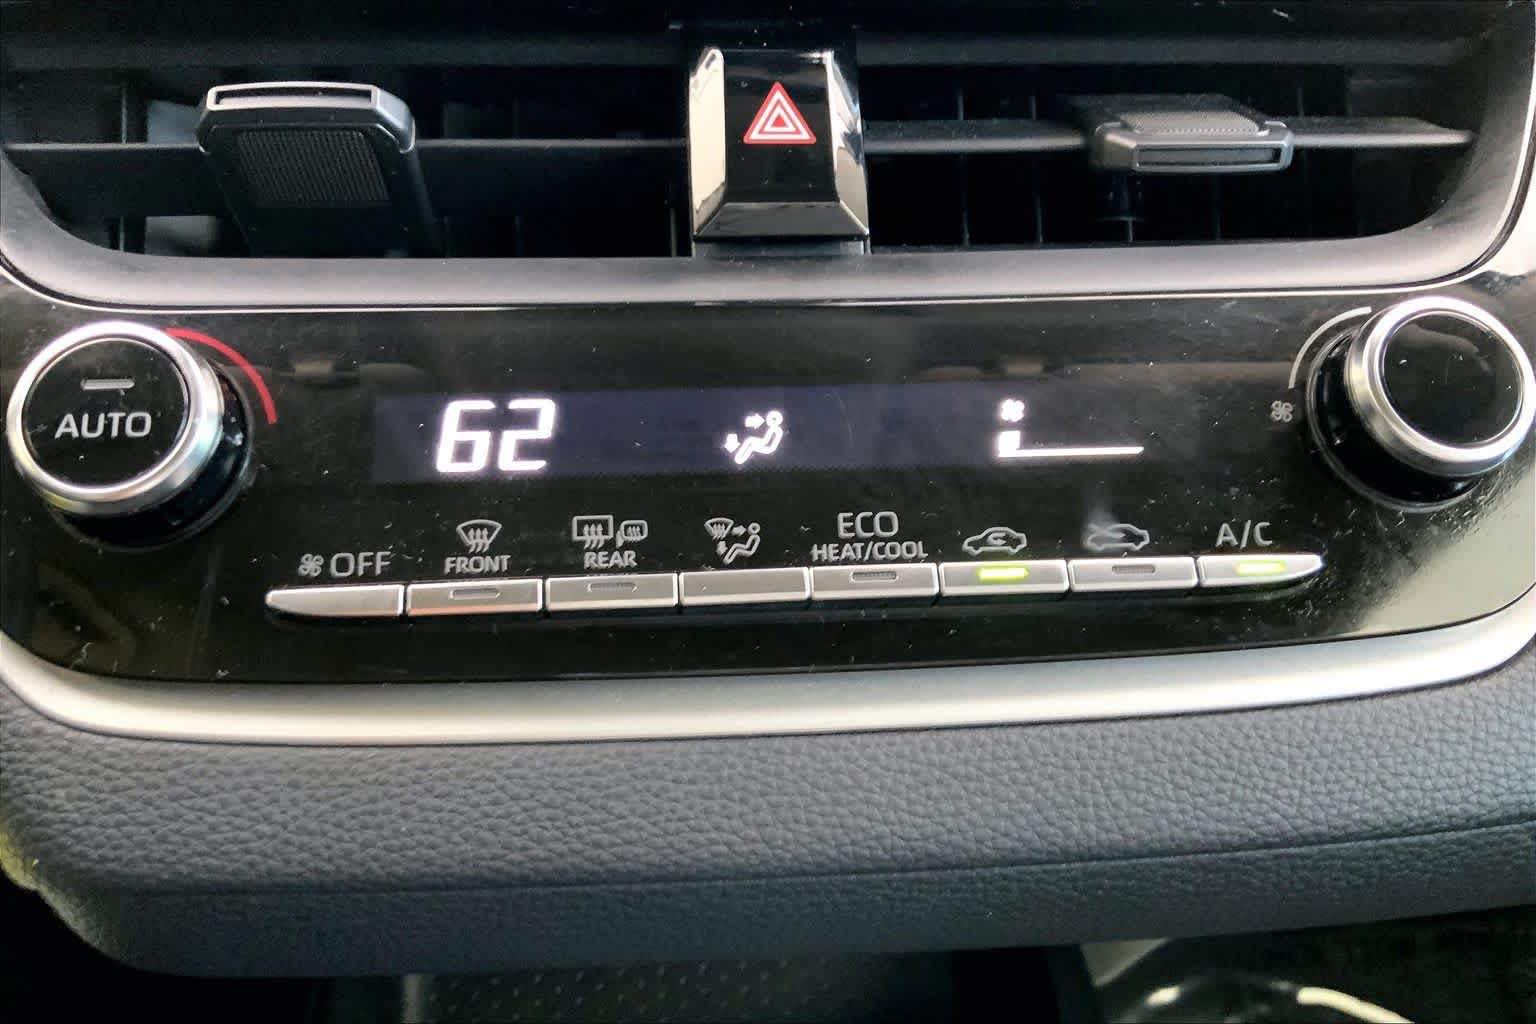 62
AUTO
OFF
FRONT
REAR
ECO
HEAT/COOL
A/C